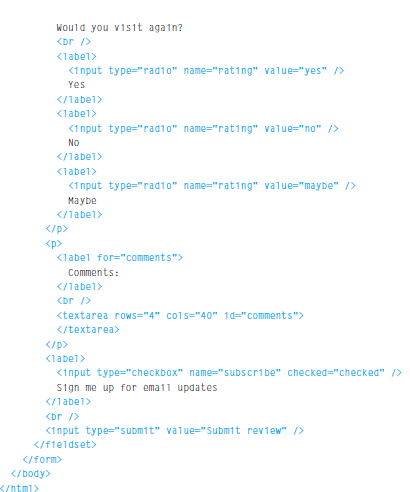 Would you visit again?
<br />
<label>
<input type="radio" name="rating" value="yes" />
Yes
</label>
<label>
<input type="radio" name="rating" value="no" />
No
</label>
<label>
<input type="radio" name="rating" value="maybe" />
Maybe
</label>
</p>
<p>
<label for="comments">
Comments:
</label>
<br />
<textarea rows="4" cols="40" id="comments">
</textarea>
</p>
<label>
<input type="checkbox" name="subscribe" checked="checked" />
Sign me up for email updates
</label>
<br />
<input type="submit" value="Submit review" />
</fieldset>
</form>
</body>
</html>